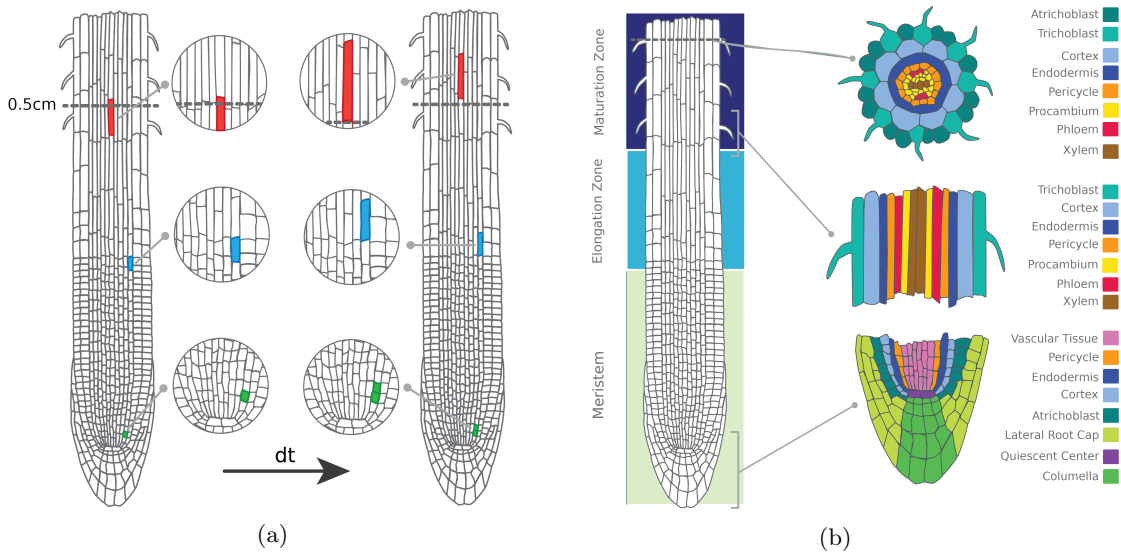 0.5cm
dt
(a)
Maturation Zone
Elongation Zone
Meristem
Atrichoblast
Trichoblast
Cortex
Endodermis
Pericycle
Procambium
Phloem
Xylem
Trichoblast
Cortex
Endodermis
Pericycle
Procambium
Phloem
Xylem
Vascular Tissue
Pericycle
Endodermis
Cortex
Atrichoblast
Lateral Root Cap
Quiescent Center
Columella
(b)